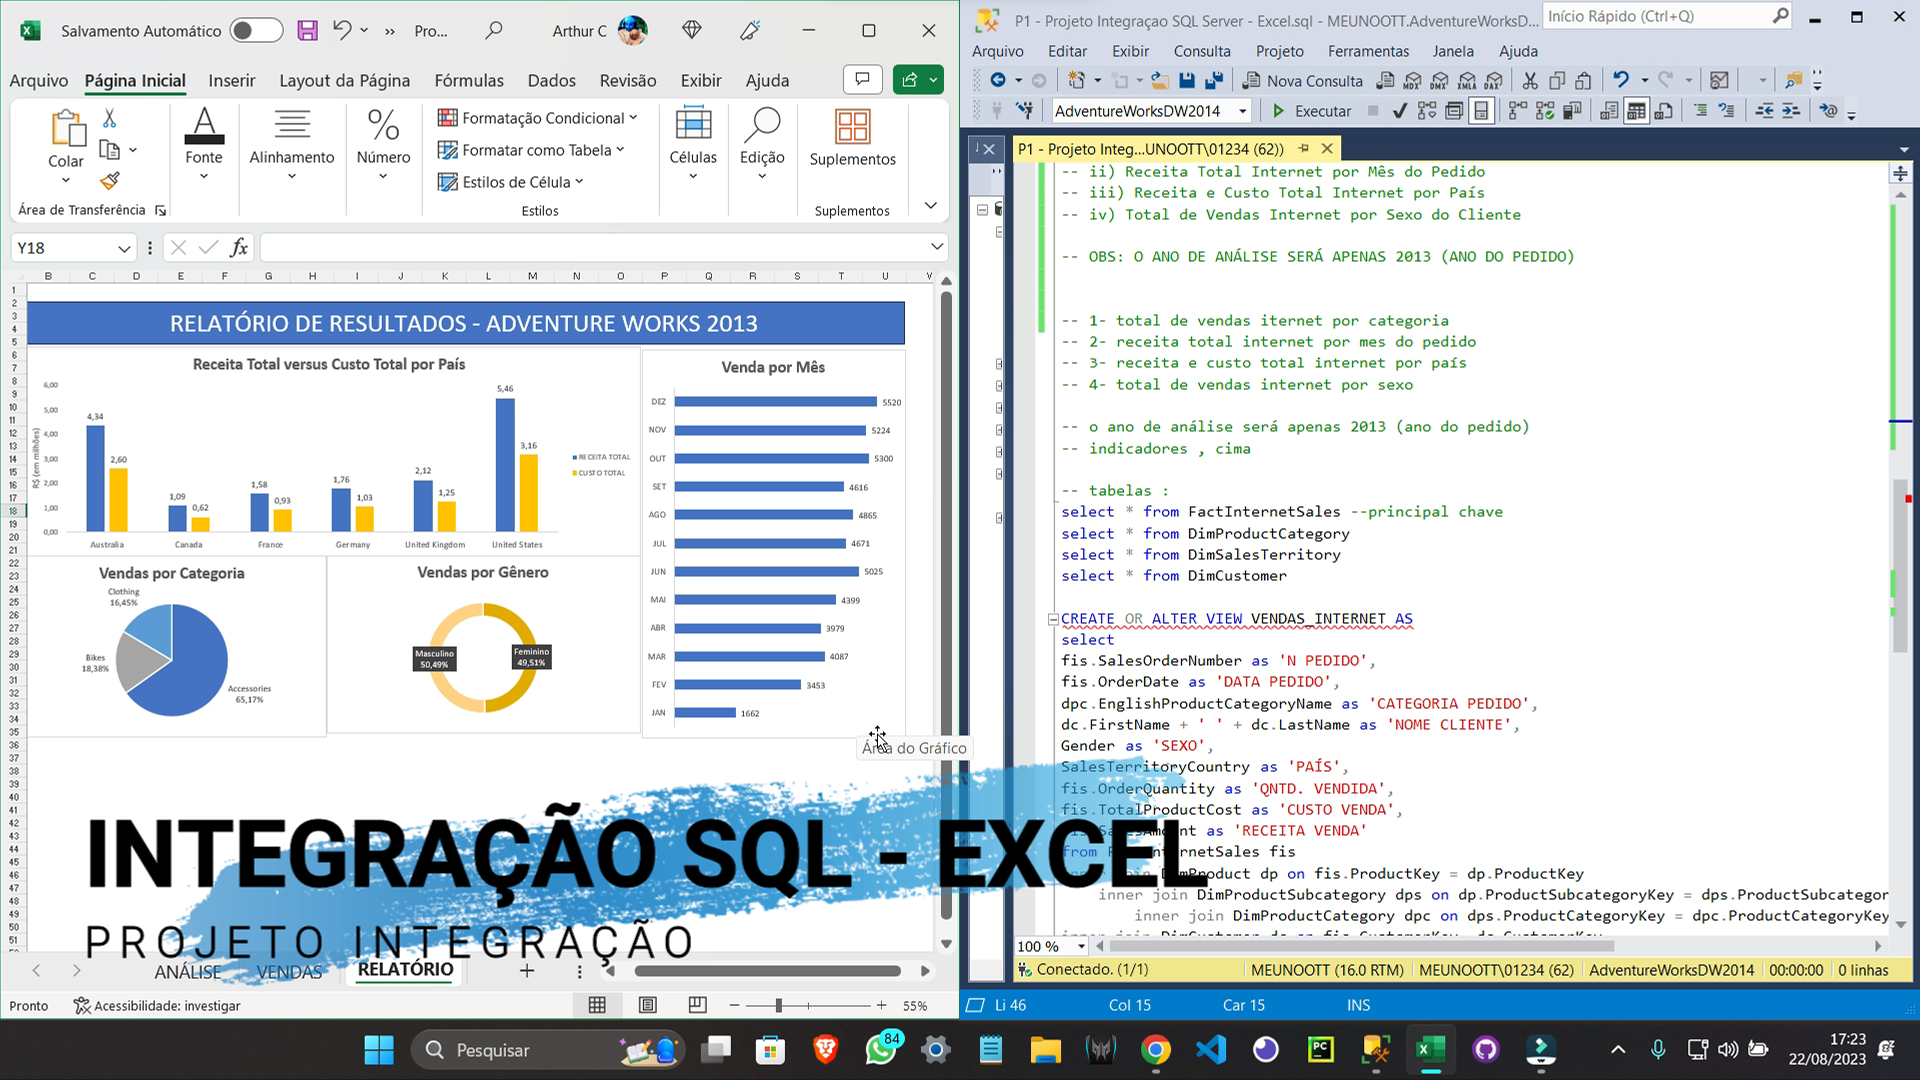 Salvamento Automático
Pro...
Arthur C
Arquivo
Página Inicial
Inserir
Layout da Página
Fórmulas
Dados
Revisão
Exibir
Ajuda
Colar
Fonte
Alinhamento
Número
Formatação Condicional
Formatar como Tabela
Estilos de Célula
Células
Edição
Suplementos
Área de Transferência
Estilos
Suplementos
Y18
fx
B C D E F G H I J K L M N O P Q R S T U V
RELATÓRIO DE RESULTADOS - ADVENTURE WORKS 2013
Receita Total versus Custo Total por País
R$ (em milhões)
6,00
5,00
4,00
3,00
2,00
1,00
0,00
4,34 2,60 1,09 0,62 1,58 0,93 1,76 1,03 2,12 1,25 5,46 3,16
Australia Canada France Germany United Kingdom United States
RECEITA TOTAL
CUSTO TOTAL
Venda por Mês
DEZ 5520
NOV 5224
OUT 5300
SET 4616
AGO 4865
JUL 4671
JUN 5025
MAI 4399
ABR 3979
MAR 4087
FEV 3453
JAN 1662
Vendas por Categoria
Clothing
16,45%
Bikes
18,38%
Accessories
65,17%
Vendas por Gênero
Masculino
50,49%
Feminino
49,51%
Área do Gráfico
INTEGRAÇÃO SQL - EXCEL
PROJETO INTEGRAÇÃO
ANÁLISE
VENDAS
RELATÓRIO
Pronto
Acessibilidade: investigar
55%
P1 - Projeto Integraçao SQL Server - Excel.sql - MEUNOOTT.AdventureWorksD...
Início Rápido (Ctrl+Q)
Arquivo
Editar
Exibir
Consulta
Projeto
Ferramentas
Janela
Ajuda
Nova Consulta
AdventureWorksDW2014
Executar
P1 - Projeto Integ...UNOOTT\01234 (62))
-- ii) Receita Total Internet por Mês do Pedido
-- iii) Receita e Custo Total Internet por País
-- iv) Total de Vendas Internet por Sexo do Cliente
-- OBS: O ANO DE ANÁLISE SERÁ APENAS 2013 (ANO DO PEDIDO)
-- 1- total de vendas iternet por categoria
-- 2- receita total internet por mes do pedido
-- 3- receita e custo total internet por país
-- 4- total de vendas internet por sexo
-- o ano de análise será apenas 2013 (ano do pedido)
-- indicadores , cima
-- tabelas :
select * from FactInternetSales --principal chave
select * from DimProductCategory
select * from DimSalesTerritory
select * from DimCustomer
CREATE OR ALTER VIEW VENDAS_INTERNET AS
select
fis.SalesOrderNumber as 'N PEDIDO',
fis.OrderDate as 'DATA PEDIDO',
dpc.EnglishProductCategoryName as 'CATEGORIA PEDIDO',
dc.FirstName + ' ' + dc.LastName as 'NOME CLIENTE',
Gender as 'SEXO',
SalesTerritoryCountry as 'PAÍS',
fis.OrderQuantity as 'QNTD. VENDIDA',
fis.TotalProductCost as 'CUSTO VENDA',
as 'RECEITA VENDA'
from fis
dp on fis.ProductKey = dp.ProductKey
inner join DimProductSubcategory dps on dp.ProductSubcategoryKey = dps.ProductSubcategor
inner join DimProductCategory dpc on dps.ProductCategoryKey = dpc.ProductCategoryKey
100 %
Conectado. (1/1)
MEUNOOTT (16.0 RTM)
MEUNOOTT\01234 (62)
AdventureWorksDW2014
00:00:00
0 linhas
Li 46
Col 15
Car 15
INS
Pesquisar
84
PC
17:23
22/08/2023